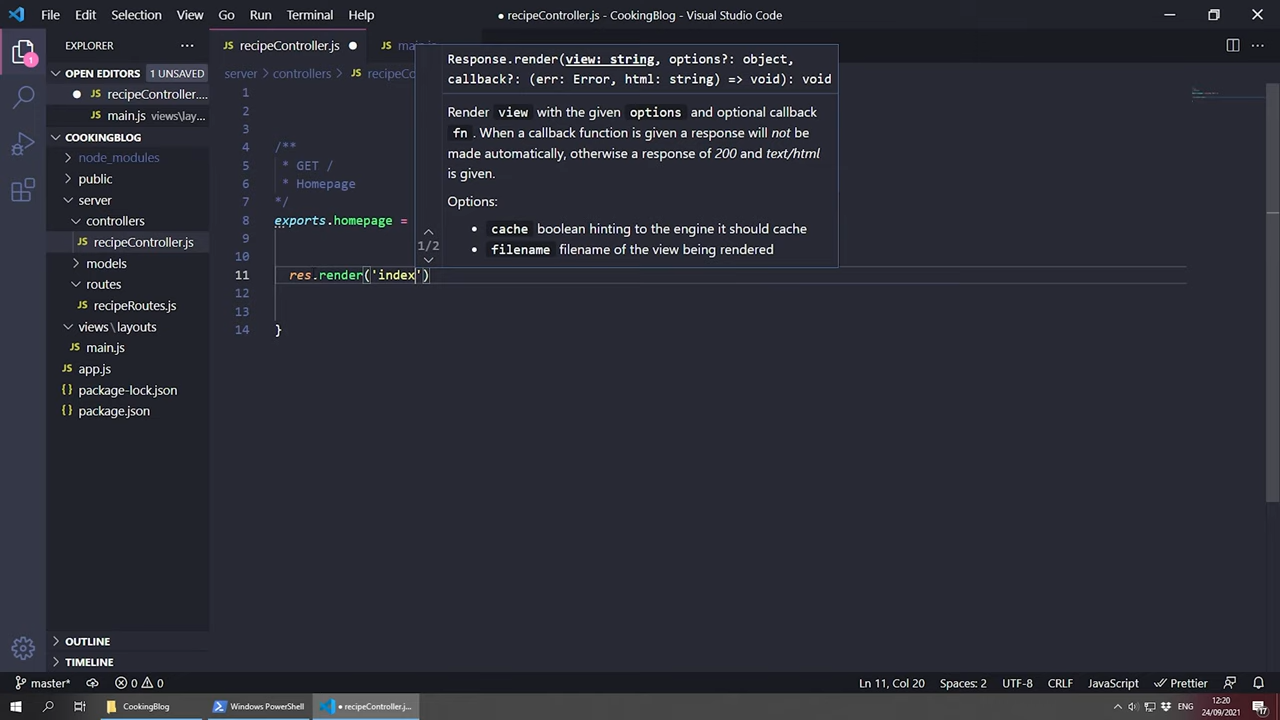 File Edit Selection View Go Run Terminal Help
● recipeController.js - CookingBlog - Visual Studio Code
EXPLORER
OPEN EDITORS 1 UNSAVED
recipeController....
main.js views\lay...
COOKINGBLOG
node_modules
public
server
controllers
recipeController.js
models
routes
recipeRoutes.js
views\layouts
main.js
app.js
package-lock.json
package.json
OUTLINE
TIMELINE
recipeController.js
server > controllers >
Response.render(view: string, options?: object,
callback?: (err: Error, html: string) => void): void
Render view with the given options and optional callback
fn . When a callback function is given a response will not be
made automatically, otherwise a response of 200 and text/html
is given.
Options:
• cache boolean hinting to the engine it should cache
• filename filename of the view being rendered
1/2
1
2
3
4 /**
5 * GET /
6 * Homepage
7 */
8 exports.homepage =
9
10
11 res.render('index')
12
13
14 }
master* 0 0
Ln 11, Col 20 Spaces: 2 UTF-8 CRLF JavaScript Prettier
CookingBlog
Windows PowerShell
● recipeController.j...
ENG
12:20
24/09/2021